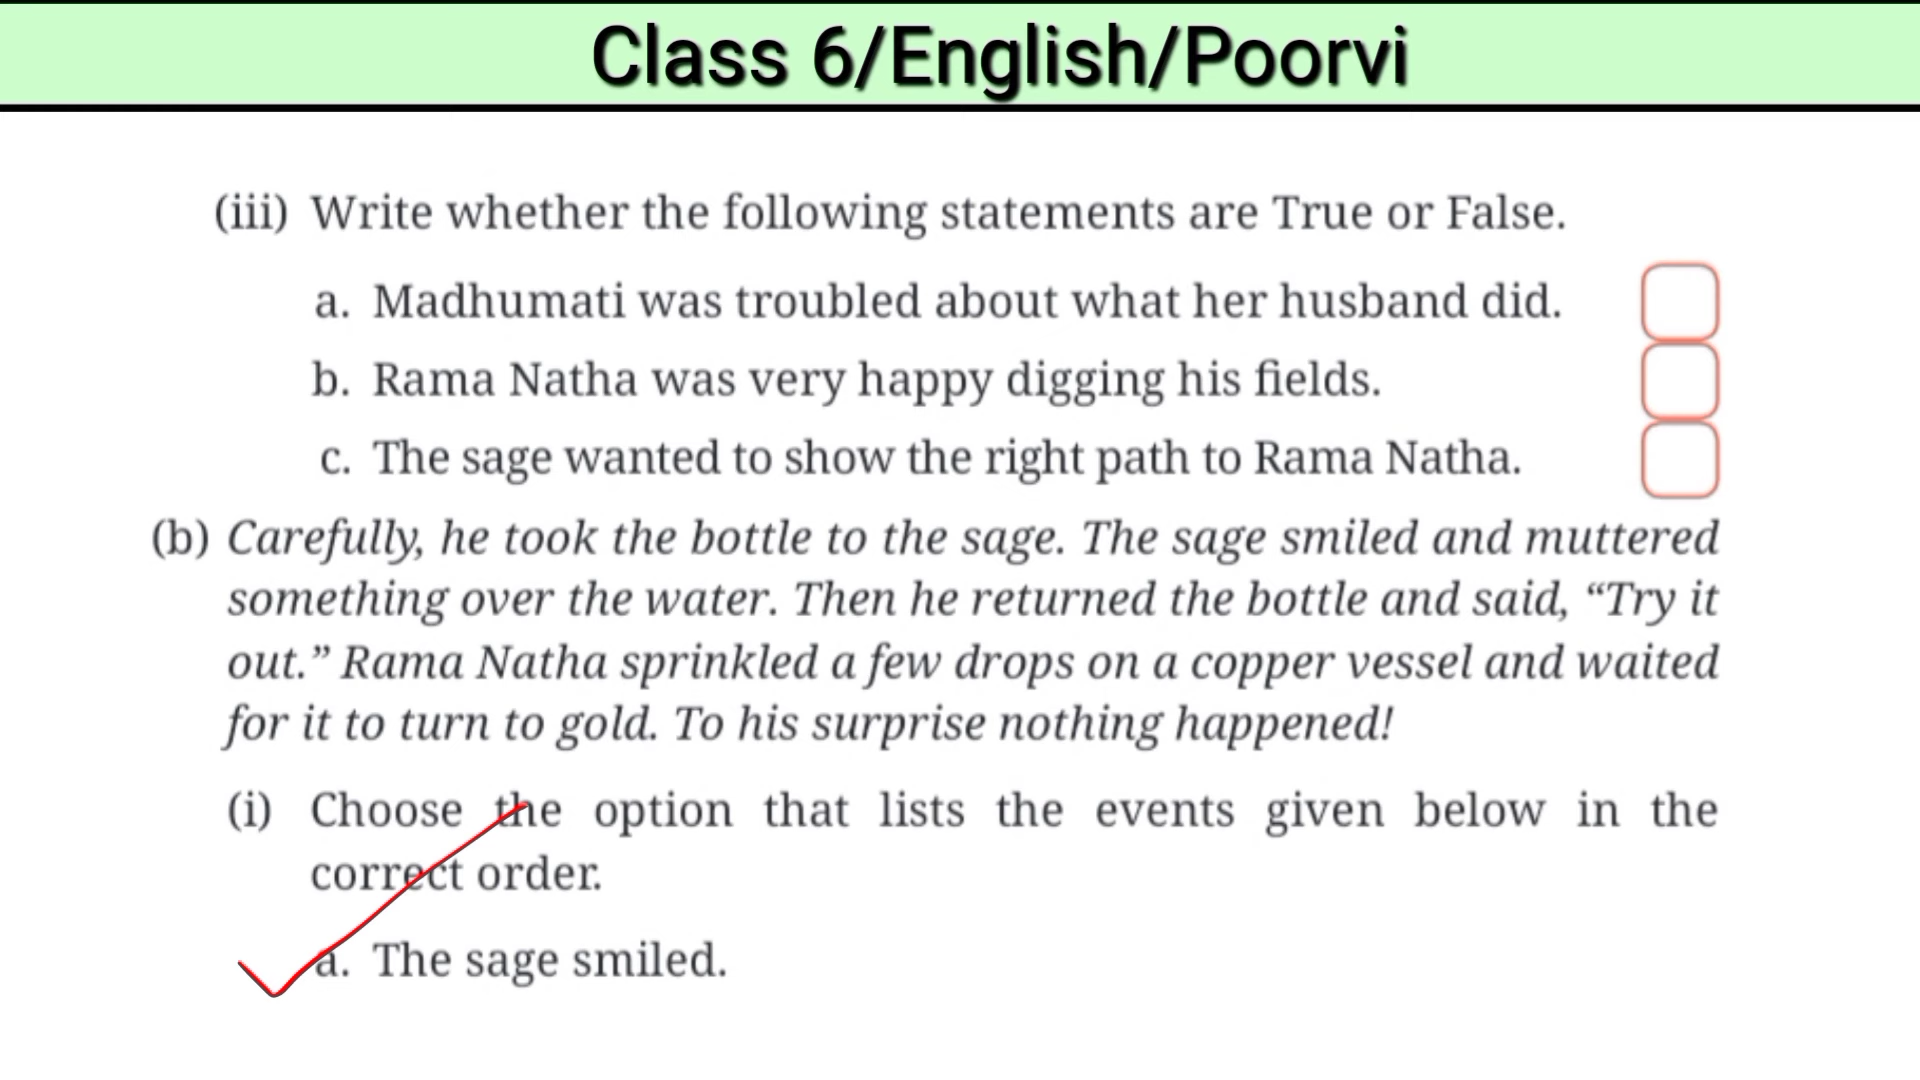 Class 6/English/Poorvi
(iii) Write whether the following statements are True or False.
a. Madhumati was troubled about what her husband did.
b. Rama Natha was very happy digging his fields.
c. The sage wanted to show the right path to Rama Natha.
(b) Carefully, he took the bottle to the sage. The sage smiled and muttered
something over the water. Then he returned the bottle and said, “Try it
out.” Rama Natha sprinkled a few drops on a copper vessel and waited
for it to turn to gold. To his surprise nothing happened!
(i) Choose the option that lists the events given below in the
correct order.
a. The sage smiled.